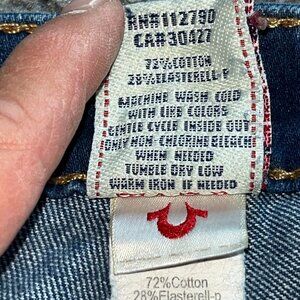 RN#112790
CA#30427
72%COTTON
28%ELASTERELL-P
MACHINE WASH COLD
WITH LIKE COLORS
GENTLE CYCLE INSIDE OUT
ONLY NON-CHLORINE BLEACH
WHEN NEEDED
TUMBLE DRY LOW
WARM IRON IF NEEDED
72%Cotton
28%Elasterell-p